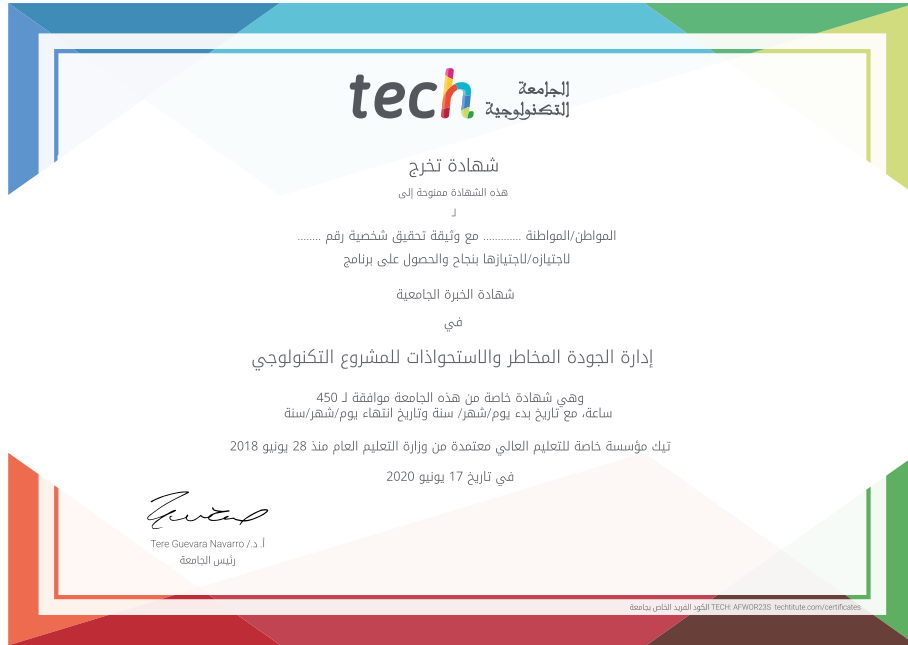 tech الجامعة
التكنولوجية
شهادة تخرج
هذه الشهادة ممنوحة إلى
لـ
المواطن/المواطنة ............. مع وثيقة تحقيق شخصية رقم ........
لاجتيازه/لاجتيازها بنجاح والحصول على برنامج
شهادة الخبرة الجامعية
في
إدارة الجودة المخاطر والاستحواذات للمشروع التكنولوجي
وهي شهادة خاصة من هذه الجامعة موافقة لـ 450
ساعة، مع تاريخ بدء يوم/شهر/ سنة وتاريخ انتهاء يوم/شهر/سنة
تيك مؤسسة خاصة للتعليم العالي معتمدة من وزارة التعليم العام منذ 28 يونيو 2018
في تاريخ 17 يونيو 2020
أ. د./ Tere Guevara Navarro
رئيس الجامعة
الكود الفريد الخاص بجامعة TECH: AFWOR23S techtitute.com/certificates